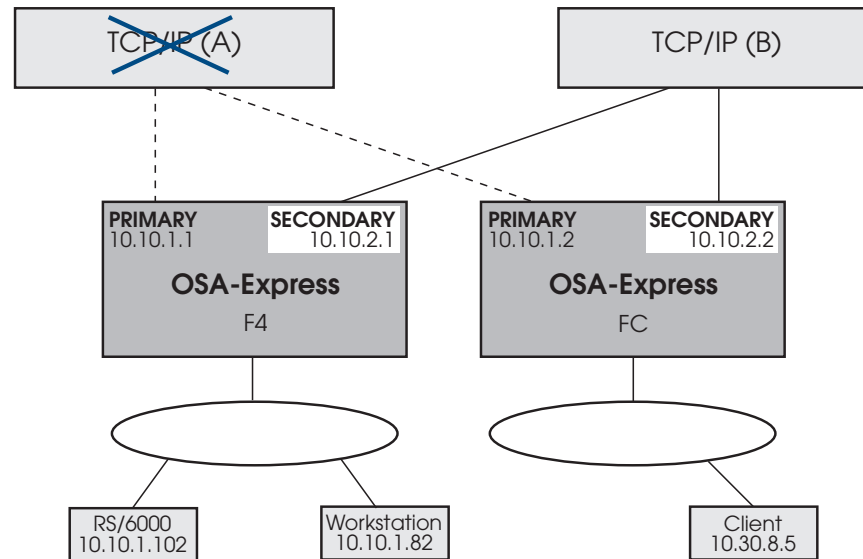 TCP/IP (A)
TCP/IP (B)
PRIMARY
10.10.1.1
SECONDARY
10.10.2.1
OSA-Express
F4
PRIMARY
10.10.1.2
SECONDARY
10.10.2.2
OSA-Express
FC
RS/6000
10.10.1.102
Workstation
10.10.1.82
Client
10.30.8.5